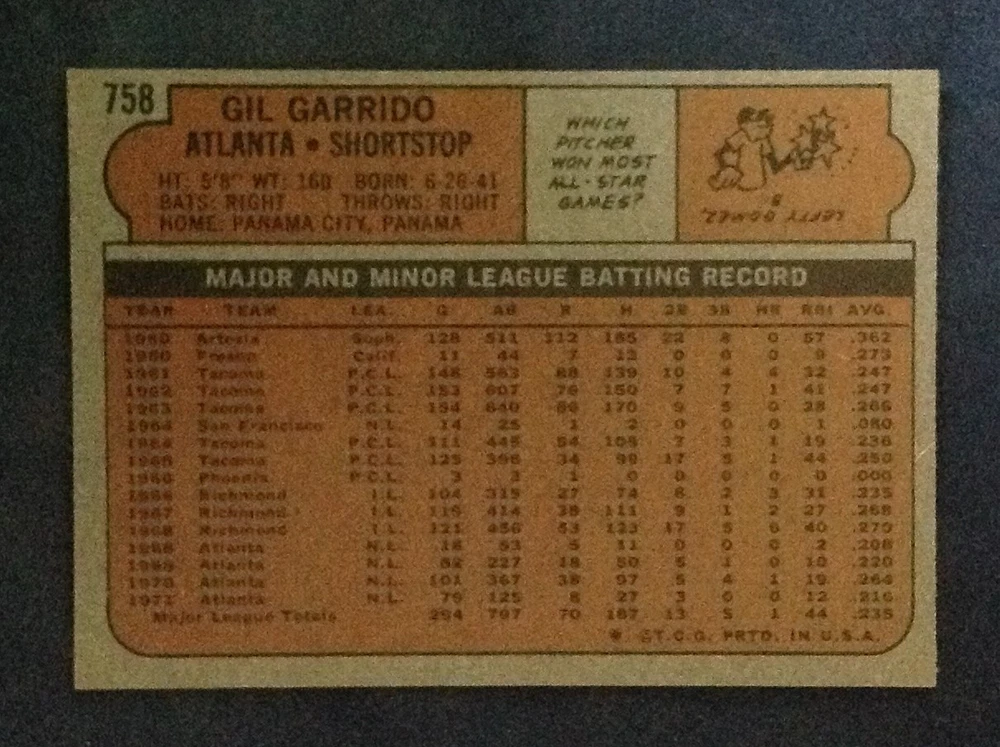 758
GIL GARRIDO
ATLANTA • SHORTSTOP
HT: 5'8" WT: 160 BORN: 6-26-41
BATS: RIGHT THROWS: RIGHT
HOME: PANAMA CITY, PANAMA
WHICH
PITCHER
WON MOST
ALL-STAR
GAMES?
LEFTY GOMEZ,
3
MAJOR AND MINOR LEAGUE BATTING RECORD
YEAR TEAM LEA. G AB R H 2B 3B HR RBI AVG.
1960 Artesia Soph. 128 511 112 185 22 8 0 57 .362
1960 Fresno Calif. 11 44 7 12 0 0 0 9 .273
1961 Tacoma P.C.L. 148 563 68 139 10 4 4 32 .247
1962 Tacoma P.C.L. 153 607 76 150 7 7 1 41 .247
1963 Tacoma P.C.L. 154 640 170 5 0 28 .266
1964 San Francisco N.L. 14 25 1 2 0 0 0 1 .080
1964 Tacoma P.C.L. 111 445 54 105 7 3 1 19 .236
1965 Tacoma P.C.L. 125 396 34 99 17 5 1 44 .250
Phoenix P.C.L. 3 3 1 0 0 0 0 0 .000
1966 Richmond I.L. 104 315 27 74 6 2 3 31 .235
1967 Richmond I.L. 414 111 9 1 2 27 .268
1968 Richmond I.L. 121 456 123 17 5 6 40 .270
1968 Atlanta N.L. 18 53 5 11 0 0 0 2 .208
1969 Atlanta N.L. 82 227 18 50 5 1 0 10 .220
1970 Atlanta N.L. 101 367 38 97 5 4 1 19 .264
1971 Atlanta N.L. 79 125 8 27 3 0 0 12 .216
Major League Totals 294 797 70 187 13 5 1 44 .235
* ©T.C.G. PRTD. IN U.S.A.